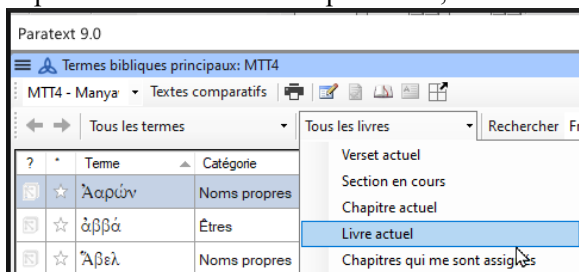 Paratext 9.0
Termes bibliques principaux: MTT4
MTT4 - Manya Textes comparatifs
Tous les termes Tous les livres Rechercher
? * Terme Catégorie Verset actuel
Section en cours
Ἀαρών Noms propres Chapitre actuel
ἀββά Êtres Livre actuel
Ἅβελ Noms propres Chapitres qui me sont assignés